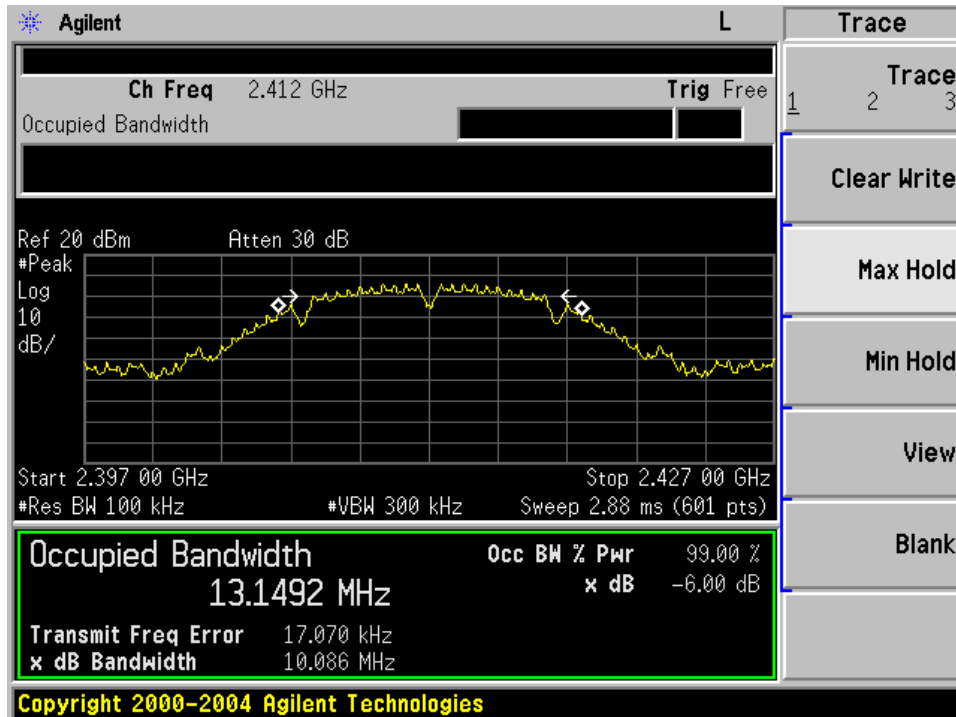 Agilent L Trace
Ch Freq 2.412 GHz Trig Free
Occupied Bandwidth
Trace
1 2 3
Clear Write
Max Hold
Min Hold
View
Blank
Ref 20 dBm Atten 30 dB
#Peak
Log
10
dB/
Start 2.397 00 GHz Stop 2.427 00 GHz
#Res BW 100 kHz #VBW 300 kHz Sweep 2.88 ms (601 pts)
Occupied Bandwidth Occ BW % Pwr 99.00 %
13.1492 MHz x dB -6.00 dB
Transmit Freq Error 17.070 kHz
x dB Bandwidth 10.086 MHz
Copyright 2000-2004 Agilent Technologies